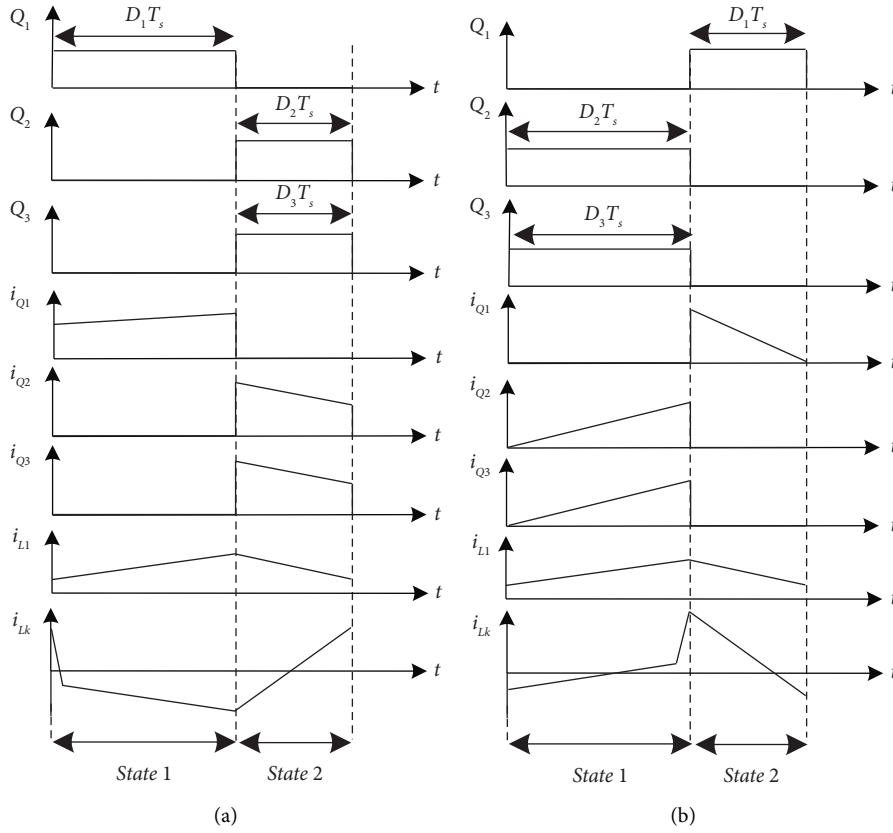 Q1
D1Ts
t
Q2
D2Ts
t
Q3
D3Ts
t
iQ1
t
iQ2
t
iQ3
t
iL1
t
iLk
t
State 1
State 2
(a)
Q1
D1Ts
t
Q2
D2Ts
t
Q3
D3Ts
t
iQ1
t
iQ2
t
iQ3
t
iL1
t
iLk
t
State 1
State 2
(b)